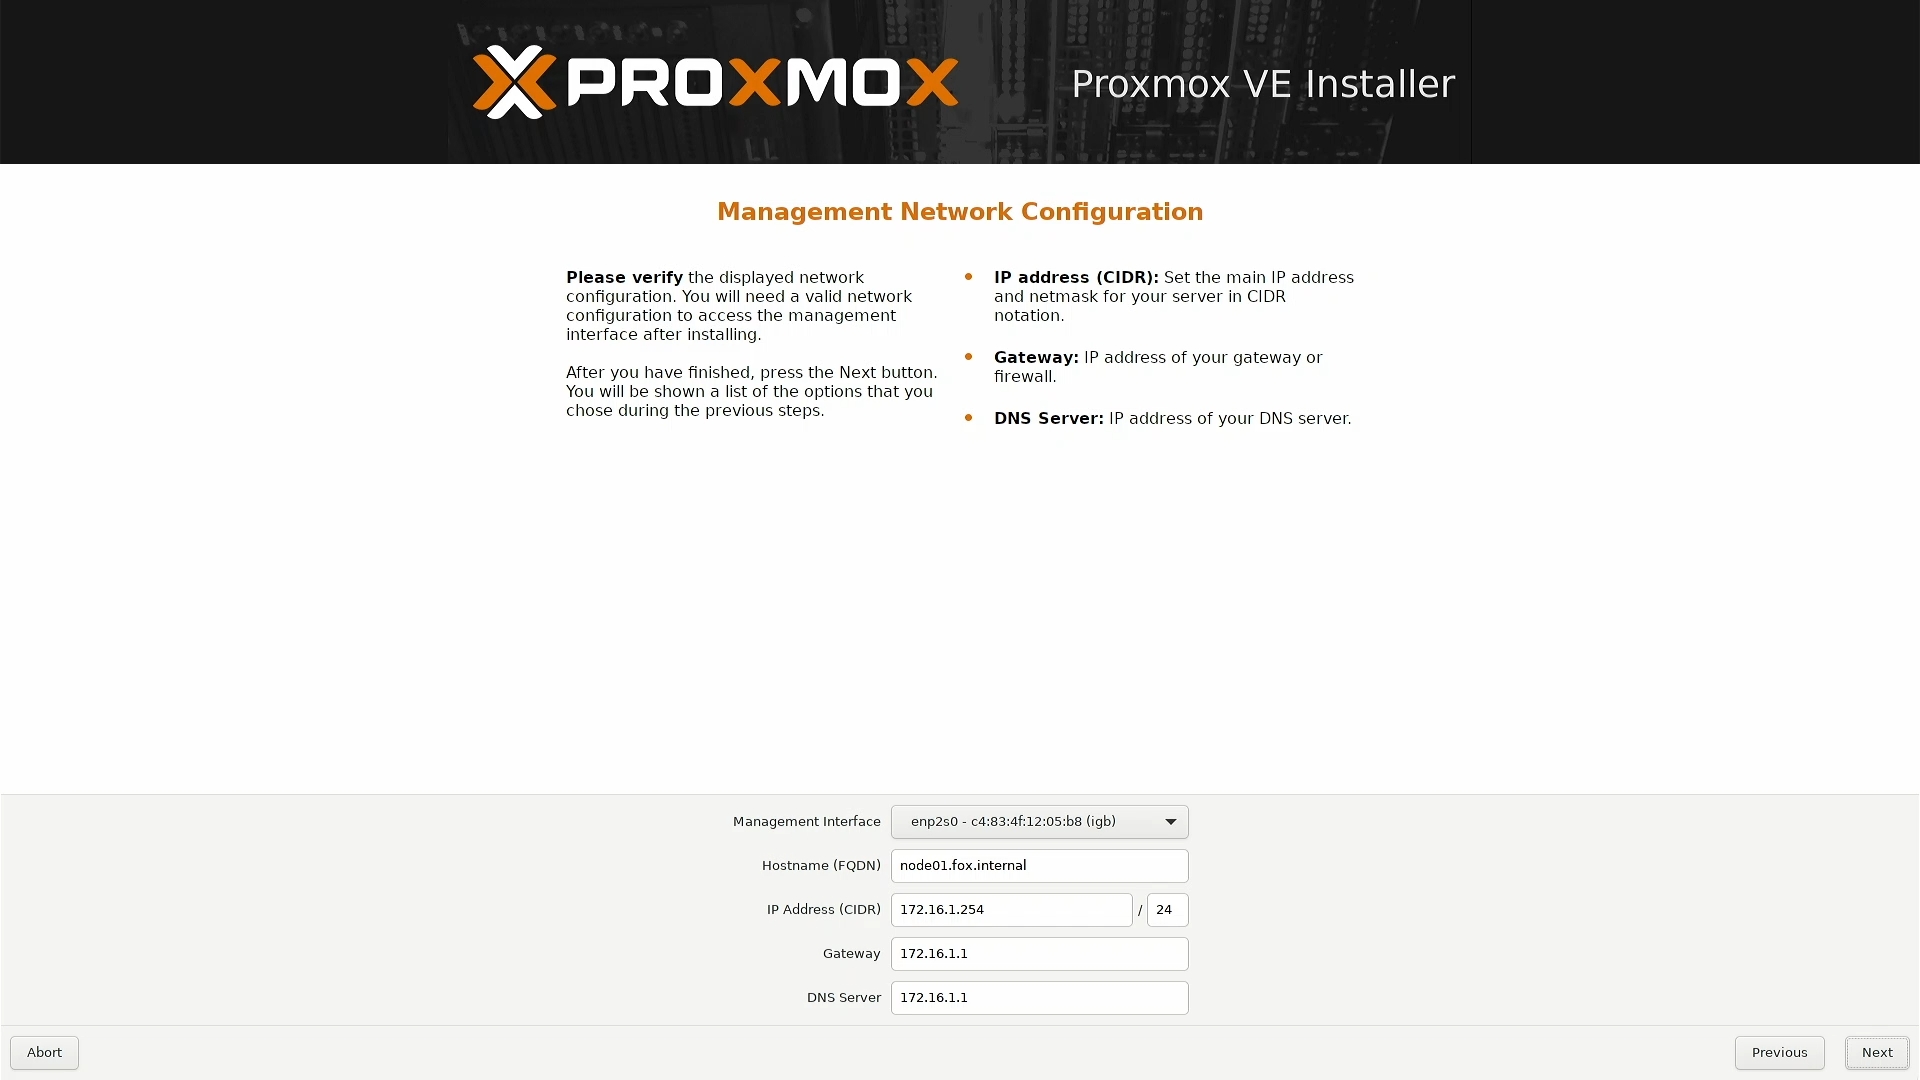 PROXMOX
Proxmox VE Installer
Management Network Configuration
Please verify the displayed network
configuration. You will need a valid network
configuration to access the management
interface after installing.
After you have finished, press the Next button.
You will be shown a list of the options that you
chose during the previous steps.
IP address (CIDR): Set the main IP address
and netmask for your server in CIDR
notation.
Gateway: IP address of your gateway or
firewall.
DNS Server: IP address of your DNS server.
Management Interface enp2s0 - c4:83:4f:12:05:b8 (igb)
Hostname (FQDN) node01.fox.internal
IP Address (CIDR) 172.16.1.254 / 24
Gateway 172.16.1.1
DNS Server 172.16.1.1
Abort Previous Next